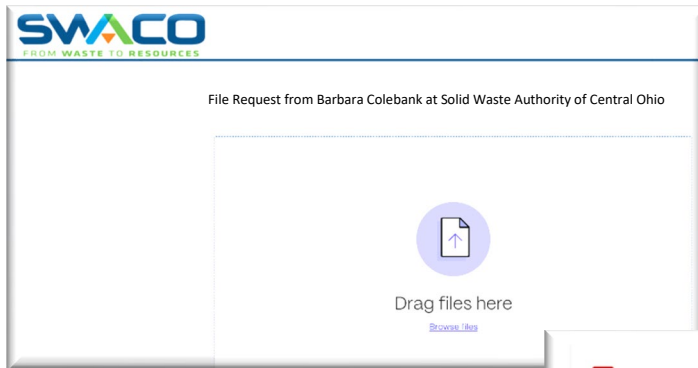 SWACO
FROM WASTE TO RESOURCES
File Request from Barbara Colebank at Solid Waste Authority of Central Ohio
Drag files here
Browse files